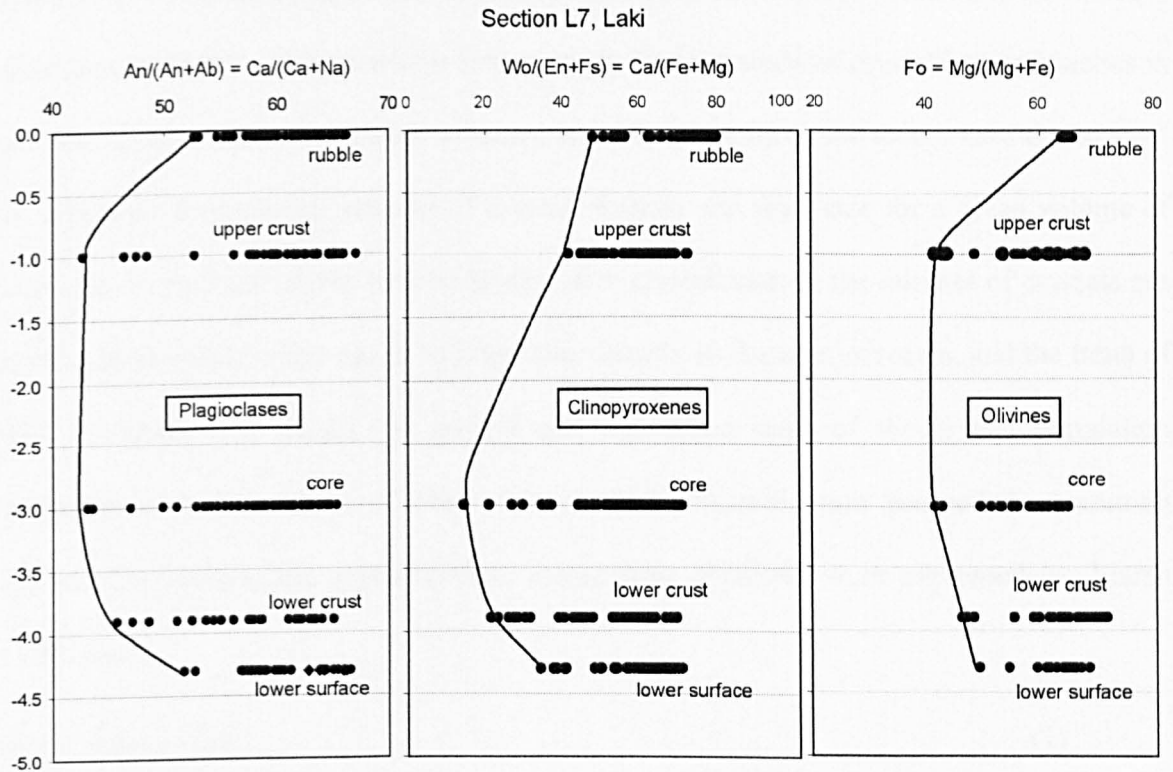 Section L7, Laki
An/(An+Ab) = Ca/(Ca+Na)
Wo/(En+Fs) = Ca/(Fe+Mg)
Fo = Mg/(Mg+Fe)
40 50 60 70 0 20 40 60 80 100 20 40 60 80
0.0
rubble rubble rubble
-0.5
upper crust upper crust upper crust
-1.0
-1.5
-2.0
Plagioclases Clinopyroxenes Olivines
-2.5
core core core
-3.0
-3.5
lower crust lower crust lower crust
-4.0
lower surface lower surface lower surface
-4.5
-5.0